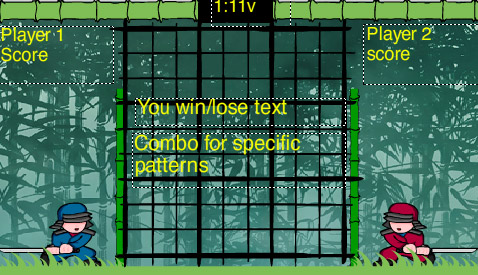 1:11v
Player 1
Score
Player 2
score
You win/lose text
Combo for specific
patterns